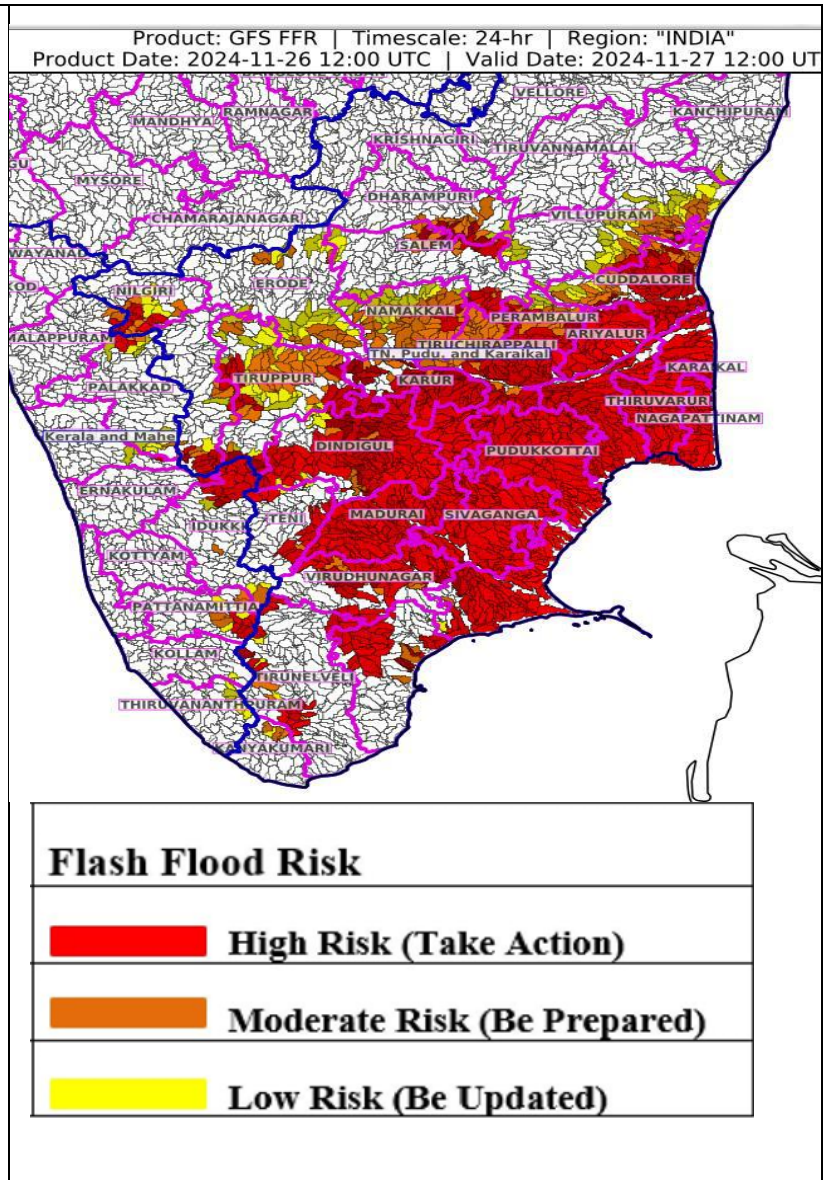 Product: GFS FFR | Timescale: 24-hr | Region: "INDIA"
Product Date: 2024-11-26 12:00 UTC | Valid Date: 2024-11-27 12:00 UT
VELLORE
RAMNAGAR
KANCHIPURAM
MANDHYA
KRISHNAGIRI
TIRUVANNAMALAI
GU
MYSORE
DHARAMPURI
CHAMARAJANAGAR
VILLUPURAM
SALEM
WAYANAD
CUDDALORE
KOD
NILGIRI
ERODE
NAMAKKAL
PERAMBALUR
MALAPPURAM
ARIYALUR
TIRUCHIRAPPALLI
TN. Pudu. and Karaikal
KARAIKAL
PALAKKAD
TIRUPPUR
KARUR
THIRUVARUR
NAGAPATTINAM
Kerala and Mahe
DINDIGUL
PUDUKKOTTAI
ERNAKULAM
IDUKKI
TENI
MADURAI
SIVAGANGA
KOTTYAM
VIRUDHUNAGAR
PATTANAMITTIA
KOLLAM
TIRUNELVELI
THIRUVANANTHPURAM
KANYAKUMARI
Flash Flood Risk
High Risk (Take Action)
Moderate Risk (Be Prepared)
Low Risk (Be Updated)